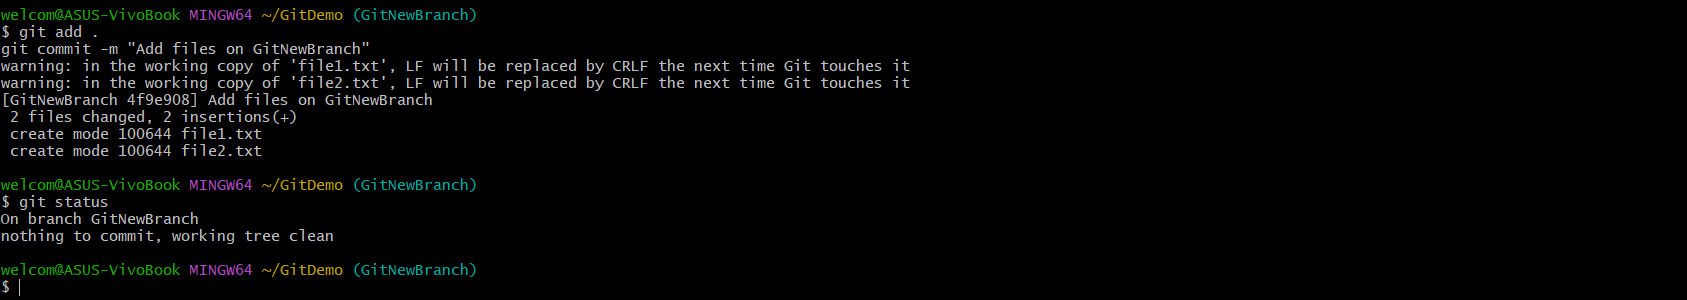 welcom@ASUS-VivoBook MINGW64 ~/GitDemo (GitNewBranch)
$ git add .
git commit -m "Add files on GitNewBranch"
warning: in the working copy of 'file1.txt', LF will be replaced by CRLF the next time Git touches it
warning: in the working copy of 'file2.txt', LF will be replaced by CRLF the next time Git touches it
[GitNewBranch 4f9e908] Add files on GitNewBranch
 2 files changed, 2 insertions(+)
 create mode 100644 file1.txt
 create mode 100644 file2.txt

welcom@ASUS-VivoBook MINGW64 ~/GitDemo (GitNewBranch)
$ git status
On branch GitNewBranch
nothing to commit, working tree clean

welcom@ASUS-VivoBook MINGW64 ~/GitDemo (GitNewBranch)
$